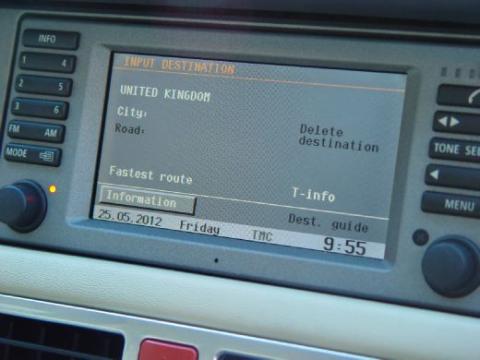 INFO
1 4
2 5
3 6
FM AM
MODE
INPUT DESTINATION
UNITED KINGDOM
City:
Road:
Delete
destination
Fastest route
T-info
Information
Dest. guide
25.05.2012 Friday TMC 9:55
TONE
MENU